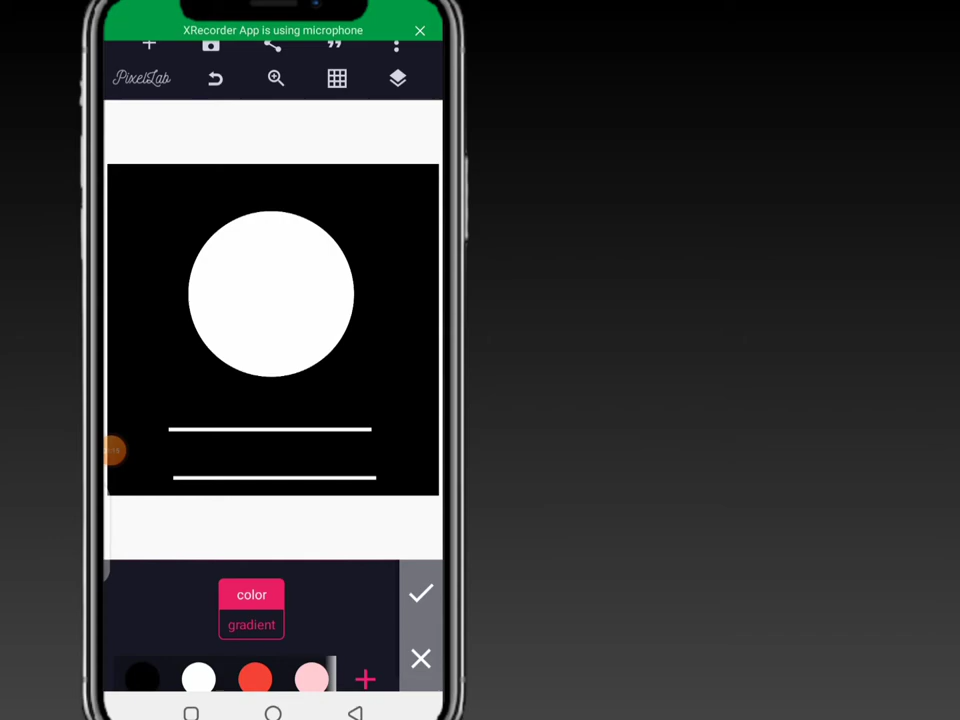 XRecorder App is using microphone
PixelLab
color
gradient